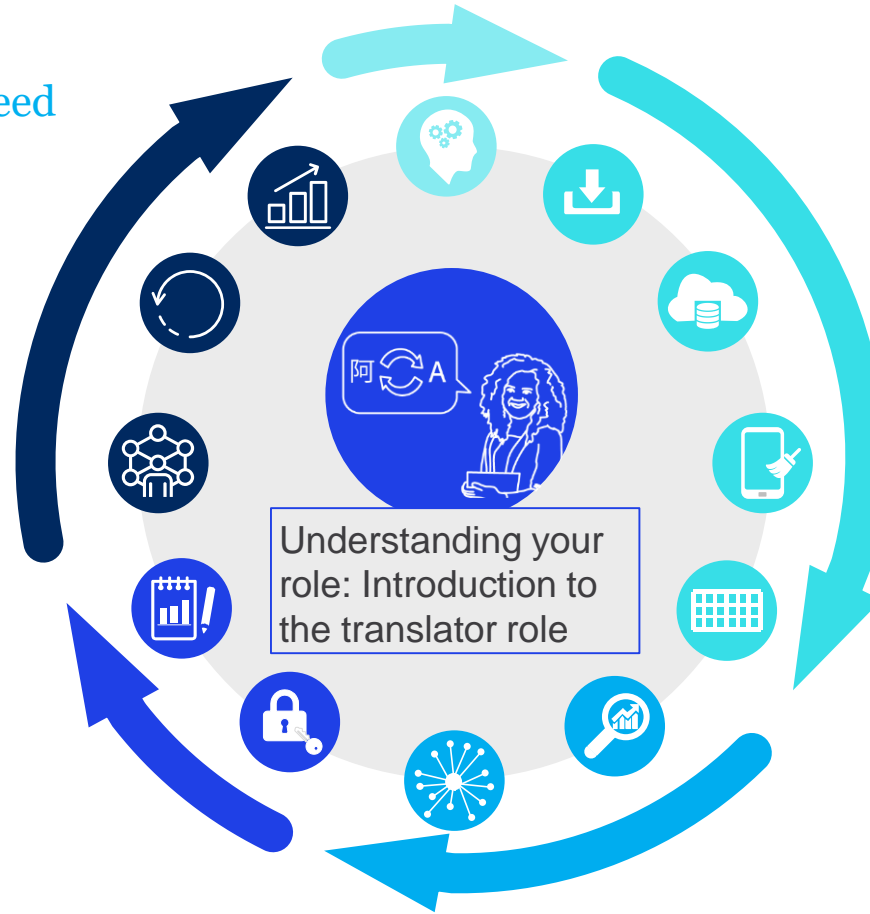 eed
阿 A
Understanding your
role: Introduction to
the translator role